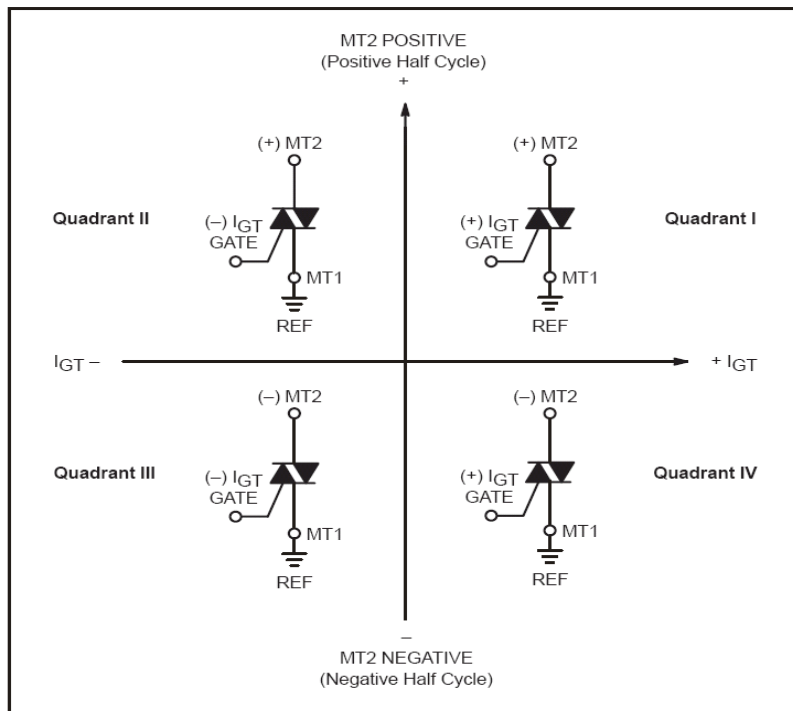 MT2 POSITIVE
(Positive Half Cycle)
+
(+) MT2
(+) MT2
Quadrant II
(–) IGT
GATE
(+) IGT
GATE
Quadrant I
MT1
MT1
REF
REF
IGT –
+ IGT
(–) MT2
(–) MT2
Quadrant III
(–) IGT
GATE
(+) IGT
GATE
Quadrant IV
MT1
MT1
REF
REF
–
MT2 NEGATIVE
(Negative Half Cycle)